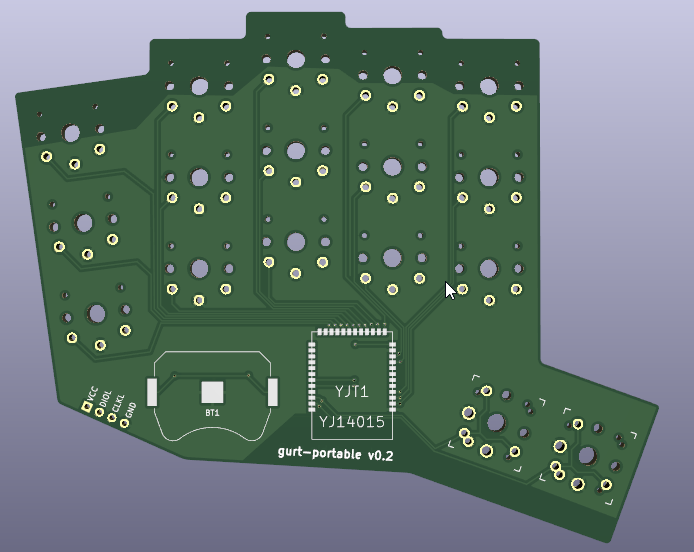 VCC
DIOL
CLKL
GND
BT1
YJT1
YJ14015
gurt-portable v0.2